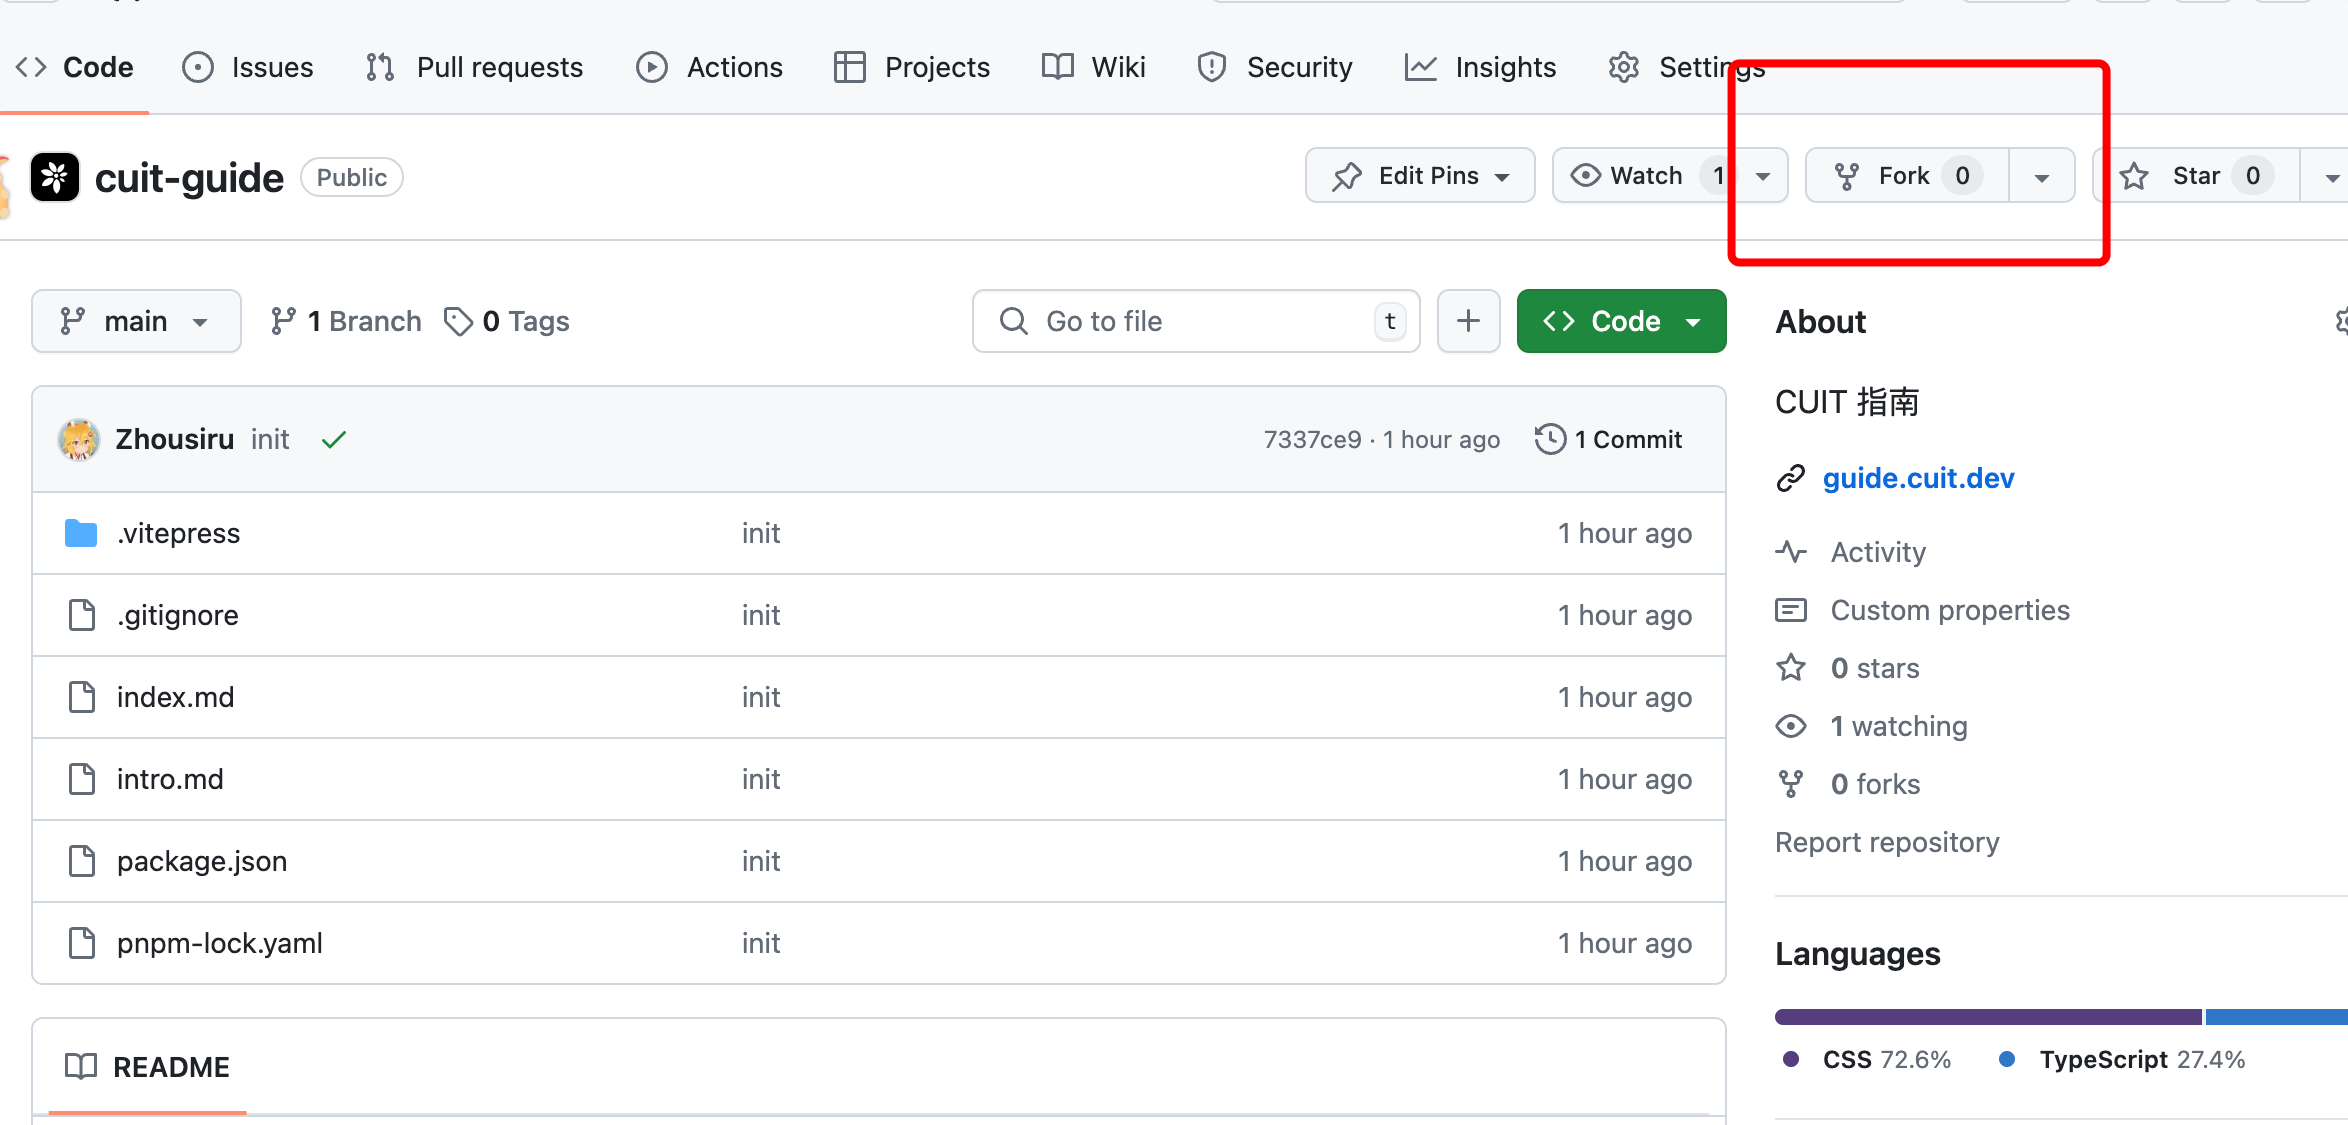 Code Issues Pull requests Actions Projects Wiki Security Insights Settings
cuit-guide Public Edit Pins Watch 1 Fork 0 Star 0
main 1 Branch 0 Tags Go to file t Code
Zhousiru init 7337ce9 · 1 hour ago 1 Commit
.vitepress init 1 hour ago
.gitignore init 1 hour ago
index.md init 1 hour ago
intro.md init 1 hour ago
package.json init 1 hour ago
pnpm-lock.yaml init 1 hour ago
README
About
CUIT 指南
guide.cuit.dev
Activity
Custom properties
0 stars
1 watching
0 forks
Report repository
Languages
CSS 72.6% TypeScript 27.4%